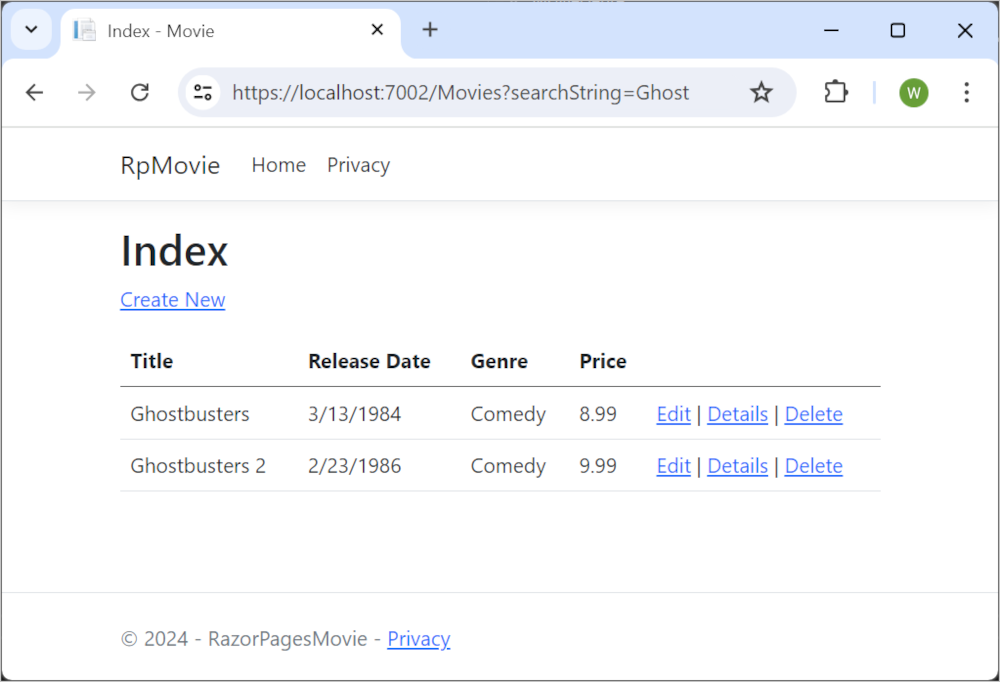 Index - Movie
https://localhost:7002/Movies?searchString=Ghost
W
RpMovie Home Privacy
Index
Create New
Title Release Date Genre Price
Ghostbusters 3/13/1984 Comedy 8.99 Edit | Details | Delete
Ghostbusters 2 2/23/1986 Comedy 9.99 Edit | Details | Delete
© 2024 - RazorPagesMovie - Privacy